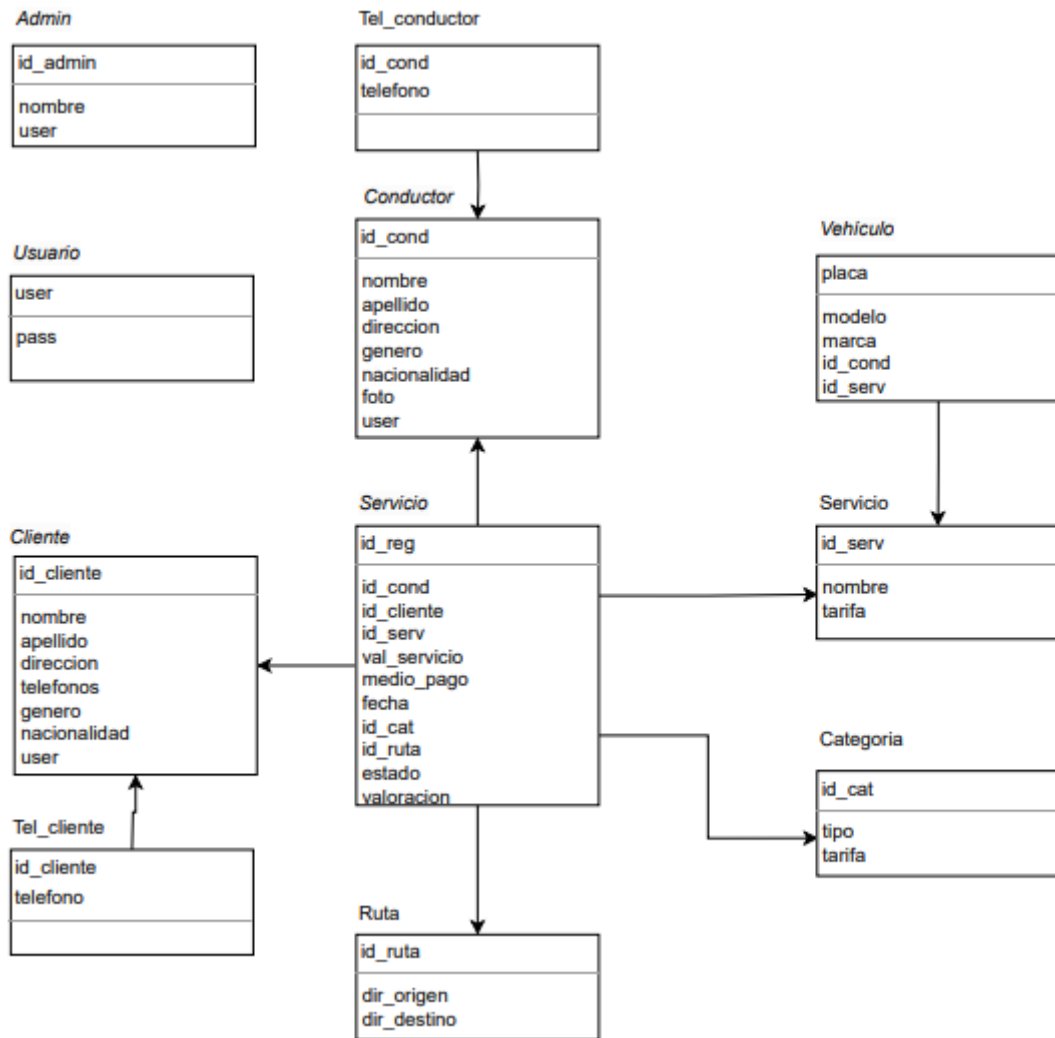 Admin
id_admin
nombre
user
Tel_conductor
id_cond
telefono
Conductor
id_cond
nombre
apellido
direccion
genero
nacionalidad
foto
user
Usuario
user
pass
Vehículo
placa
modelo
marca
id_cond
id_serv
Servicio
id_reg
id_cond
id_cliente
id_serv
val_servicio
medio_pago
fecha
id_cat
id_ruta
estado
valoracion
Servicio
id_serv
nombre
tarifa
Cliente
id_cliente
nombre
apellido
direccion
telefonos
genero
nacionalidad
user
Categoria
id_cat
tipo
tarifa
Tel_cliente
id_cliente
telefono
Ruta
id_ruta
dir_origen
dir_destino